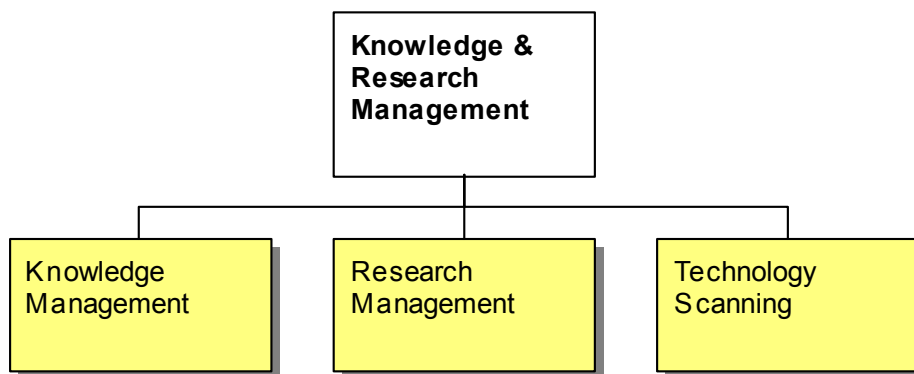 Knowledge &
Research
Management
Knowledge
Management
Research
Management
Technology
Scanning